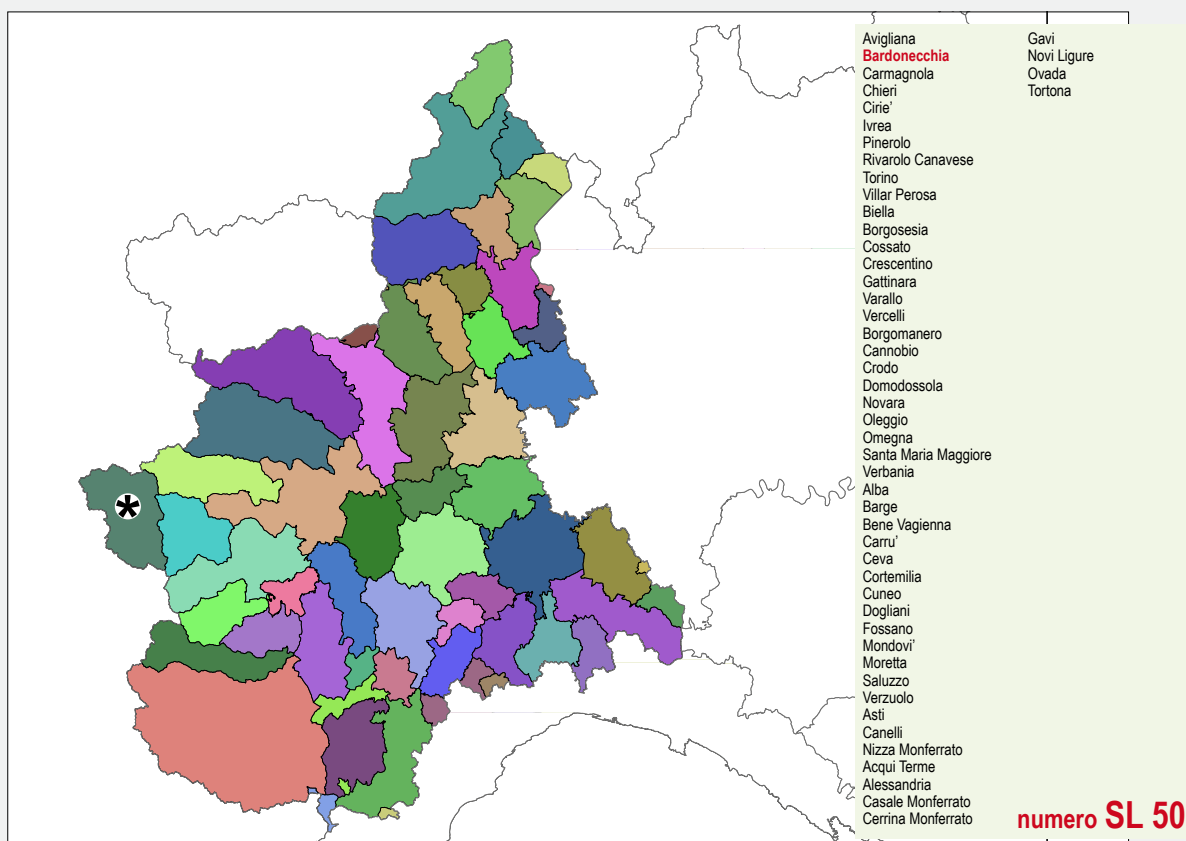 Avigliana
Bardonecchia
Carmagnola
Chieri
Cirie'
Ivrea
Pinerolo
Rivarolo Canavese
Torino
Villar Perosa
Biella
Borgosesia
Cossato
Crescentino
Gattinara
Varallo
Vercelli
Borgomanero
Cannobio
Crodo
Domodossola
Novara
Oleggio
Omegna
Santa Maria Maggiore
Verbania
Alba
Barge
Bene Vagienna
Carru'
Ceva
Cortemilia
Cuneo
Dogliani
Fossano
Mondovi'
Moretta
Saluzzo
Verzuolo
Asti
Canelli
Nizza Monferrato
Acqui Terme
Alessandria
Casale Monferrato
Cerrina Monferrato
Gavi
Novi Ligure
Ovada
Tortona
*
numero SL 50